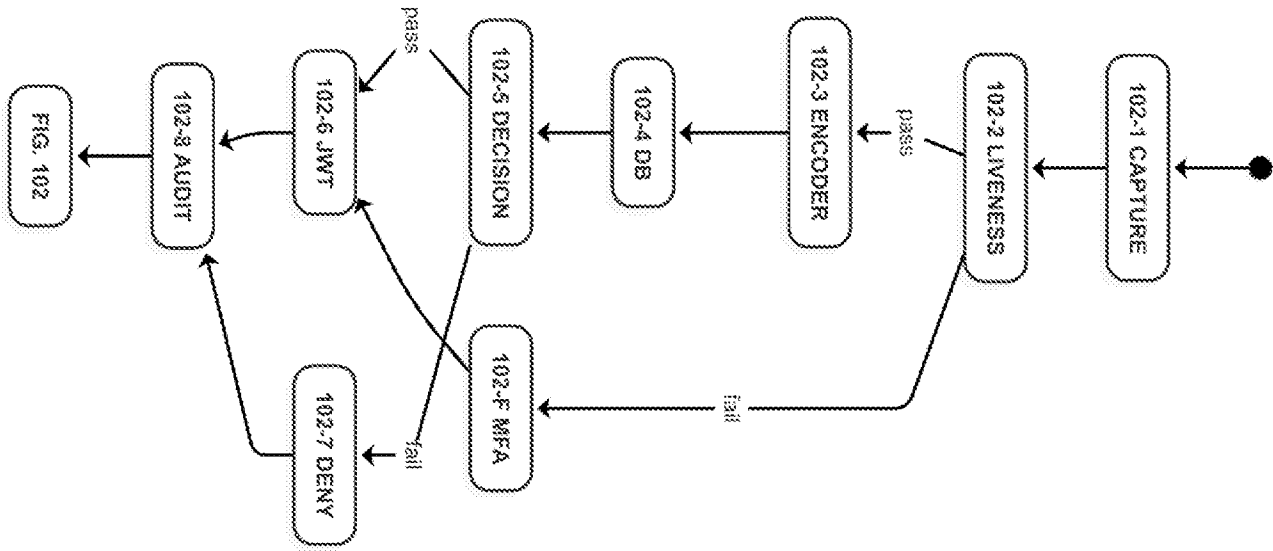 102-1 CAPTURE
102-2 LIVENESS
pass
fail
102-3 ENCODER
102-4 DB
102-5 DECISION
102-F MFA
pass
fail
102-6 JWT
102-7 DENY
102-8 AUDIT
FIG. 102